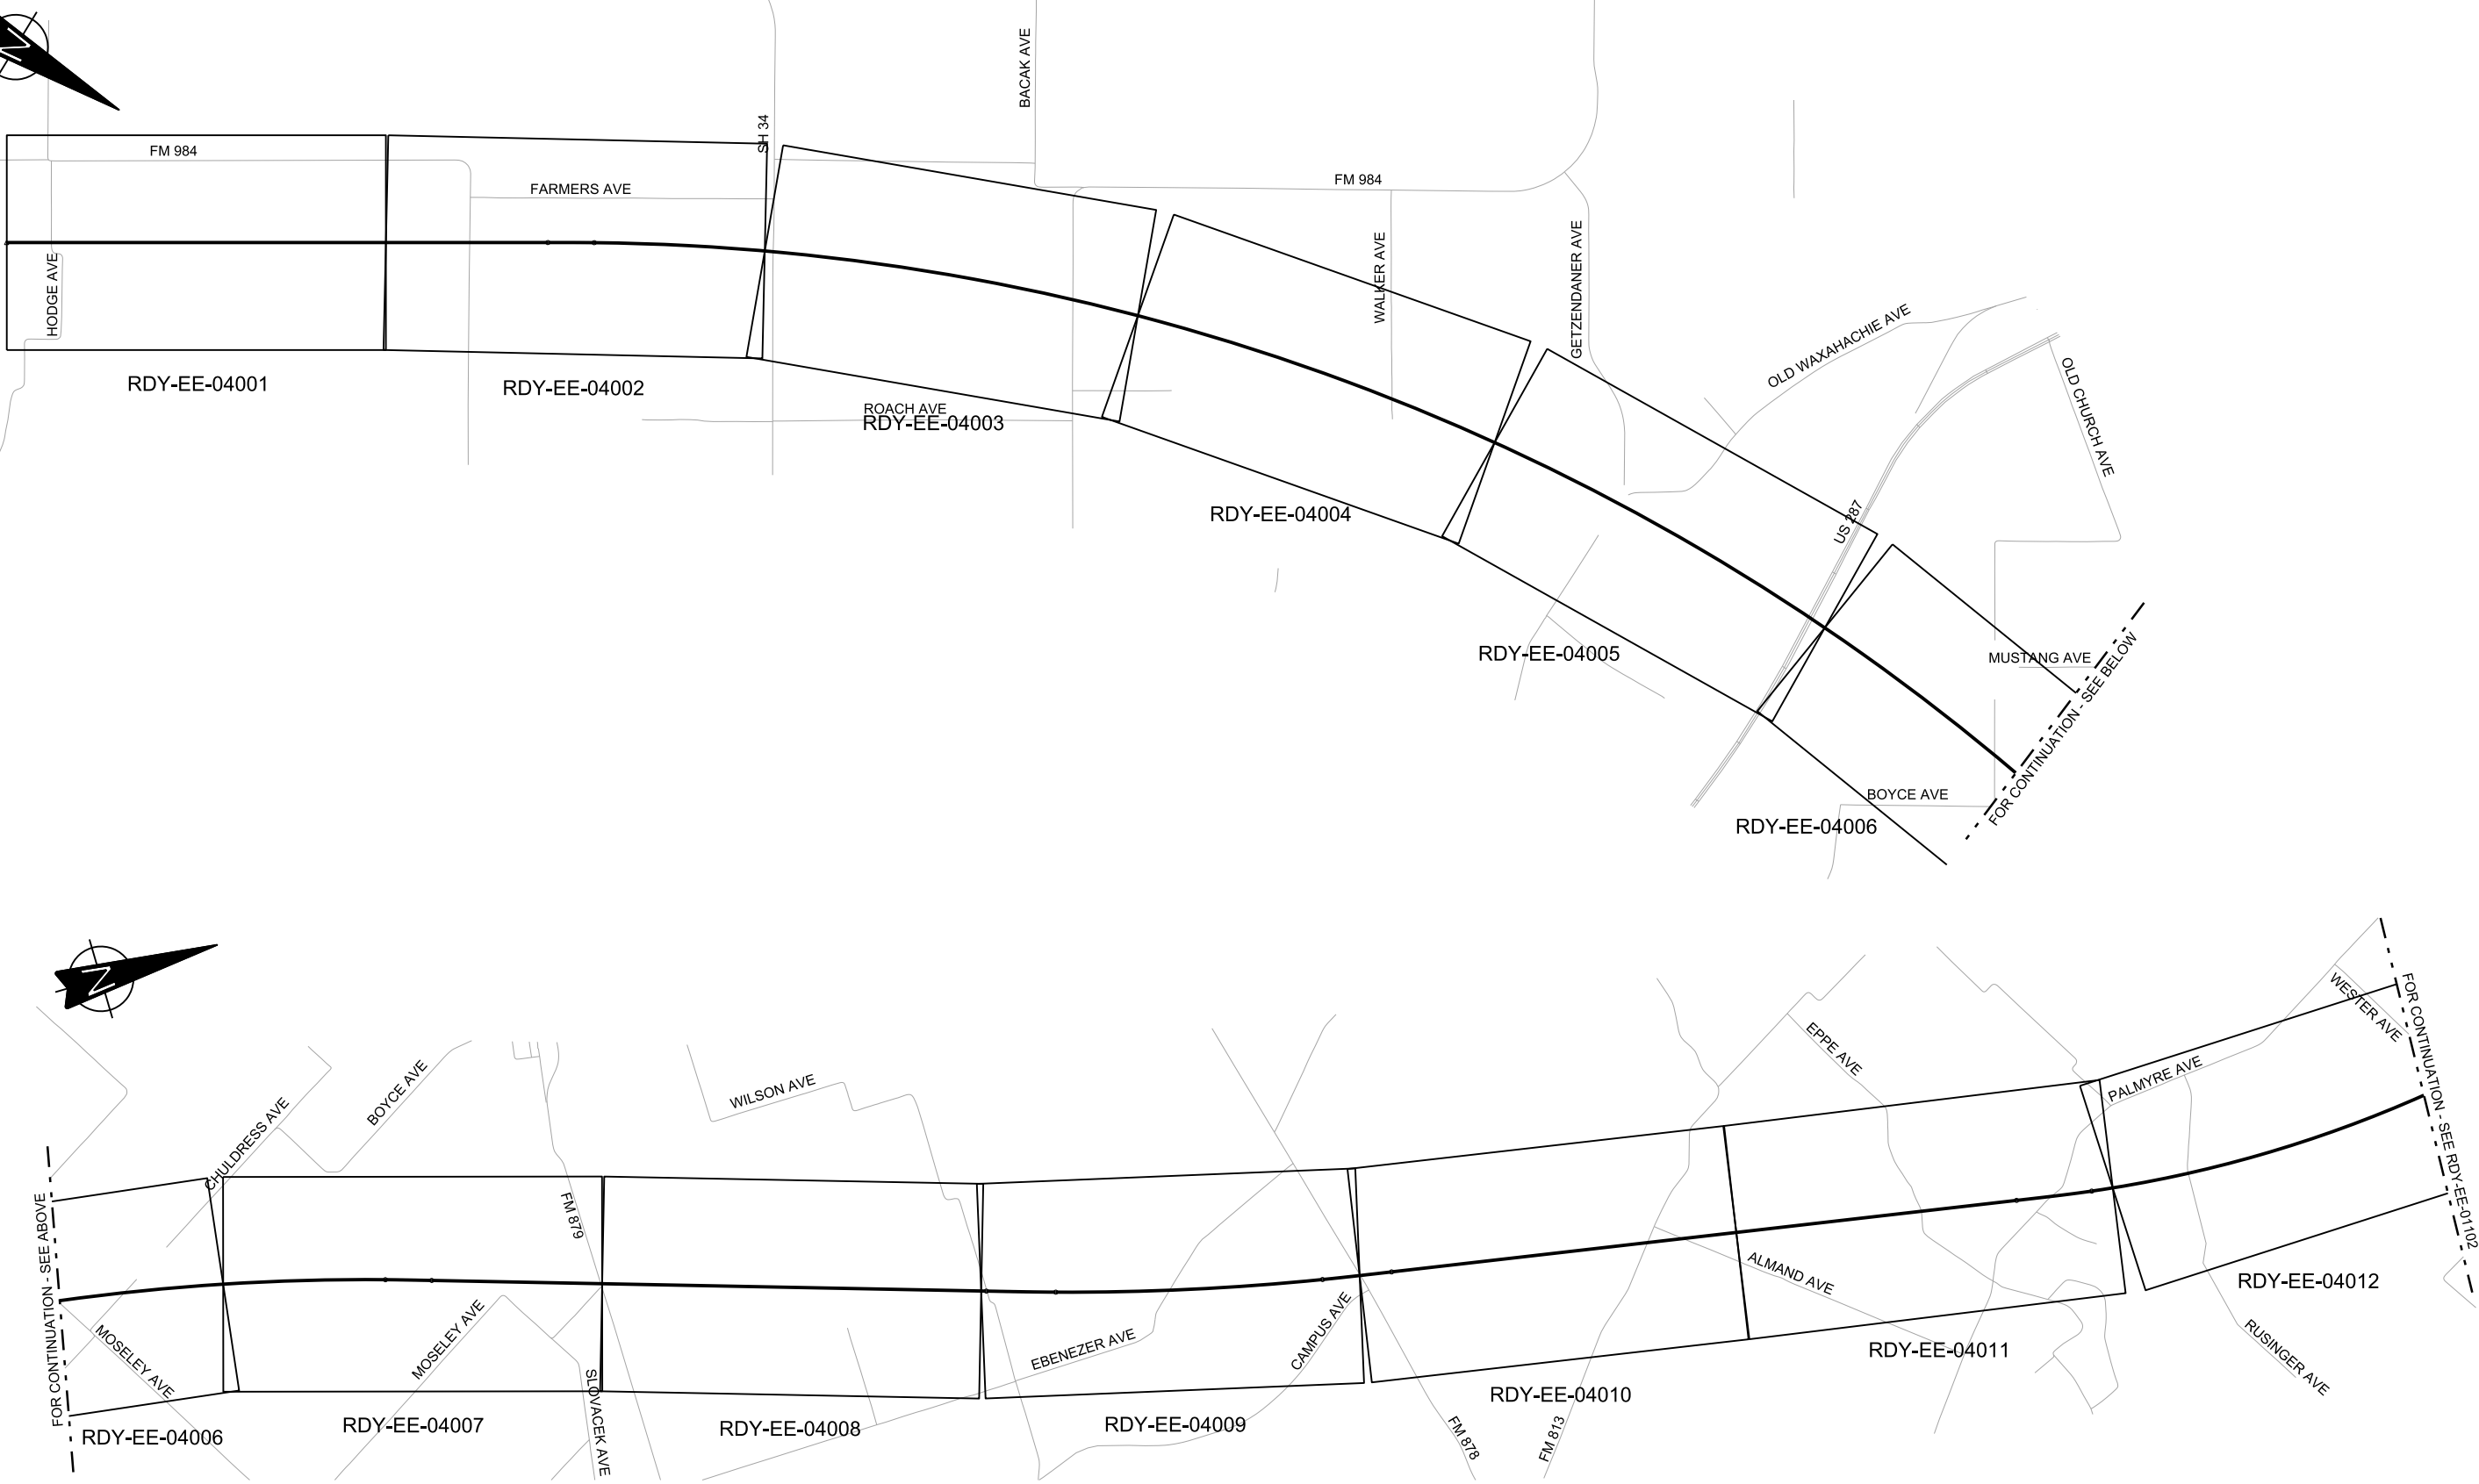 N
BACAK AVE
SH 34
FM 984
FARMERS AVE
FM 984
HODGE AVE
WALKER AVE
GETZENDANER AVE
OLD WAXAHACHIE AVE
OLD CHURCH AVE
RDY-EE-04001
RDY-EE-04002
ROACH AVE
RDY-EE-04003
RDY-EE-04004
US 287
RDY-EE-04005
MUSTANG AVE
FOR CONTINUATION - SEE BELOW
BOYCE AVE
RDY-EE-04006
N
FOR CONTINUATION - SEE ABOVE
CHULDRESS AVE
BOYCE AVE
WILSON AVE
EPPE AVE
PALMYRE AVE
WESTER AVE
FOR CONTINUATION - SEE RDY-EE-01102
FM 879
MOSELEY AVE
MOSELEY AVE
SLOVACEK AVE
EBENEZER AVE
CAMPUS AVE
ALMAND AVE
RUSINGER AVE
FM 878
FM 813
RDY-EE-04006
RDY-EE-04007
RDY-EE-04008
RDY-EE-04009
RDY-EE-04010
RDY-EE-04011
RDY-EE-04012